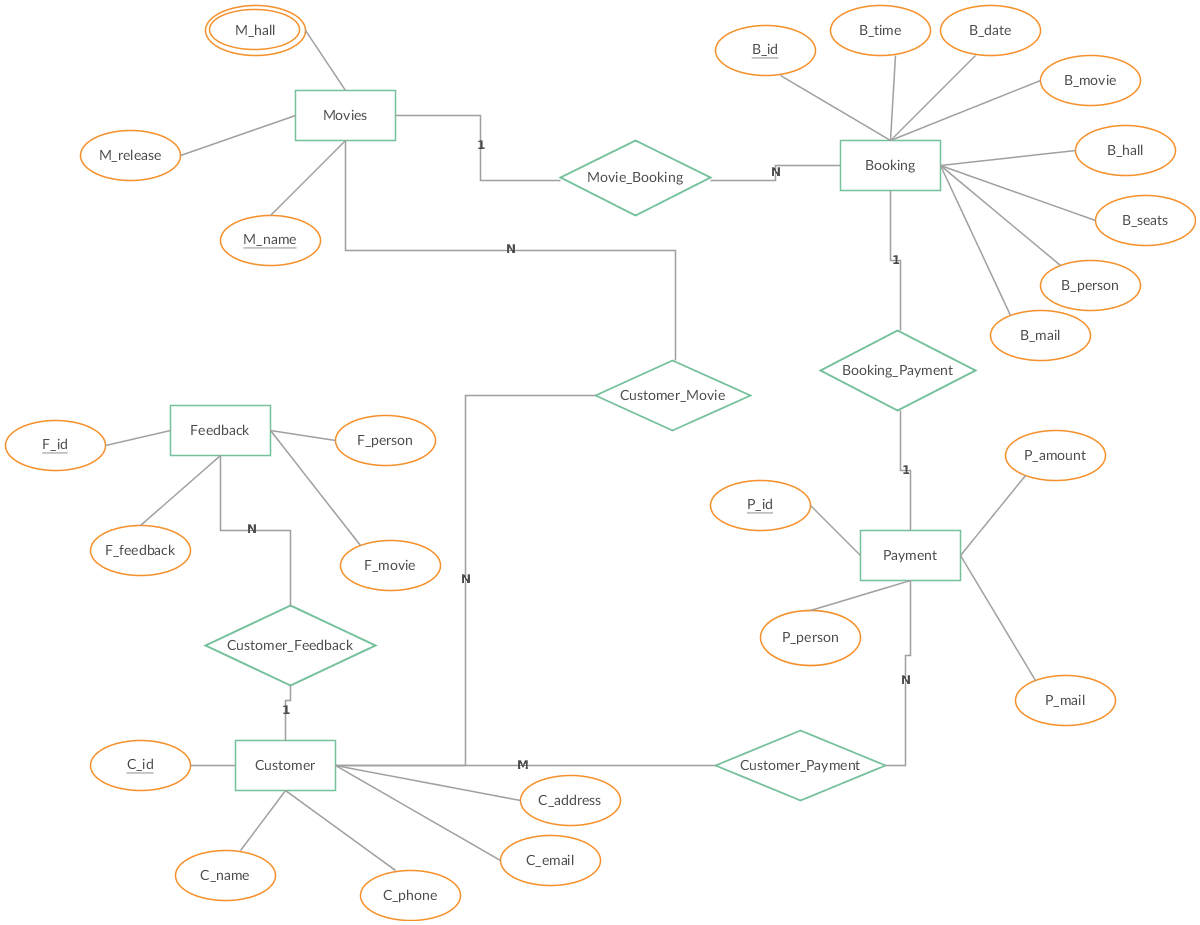 M_hall
B_time
B_date
B_id
B_movie
Movies
1
B_hall
M_release
Movie_Booking
N
Booking
B_seats
M_name
N
1
B_person
B_mail
Booking_Payment
Customer_Movie
Feedback
F_person
F_id
P_amount
1
P_id
N
F_feedback
F_movie
Payment
N
P_person
Customer_Feedback
N
P_mail
1
C_id
Customer
M
Customer_Payment
C_address
C_email
C_name
C_phone